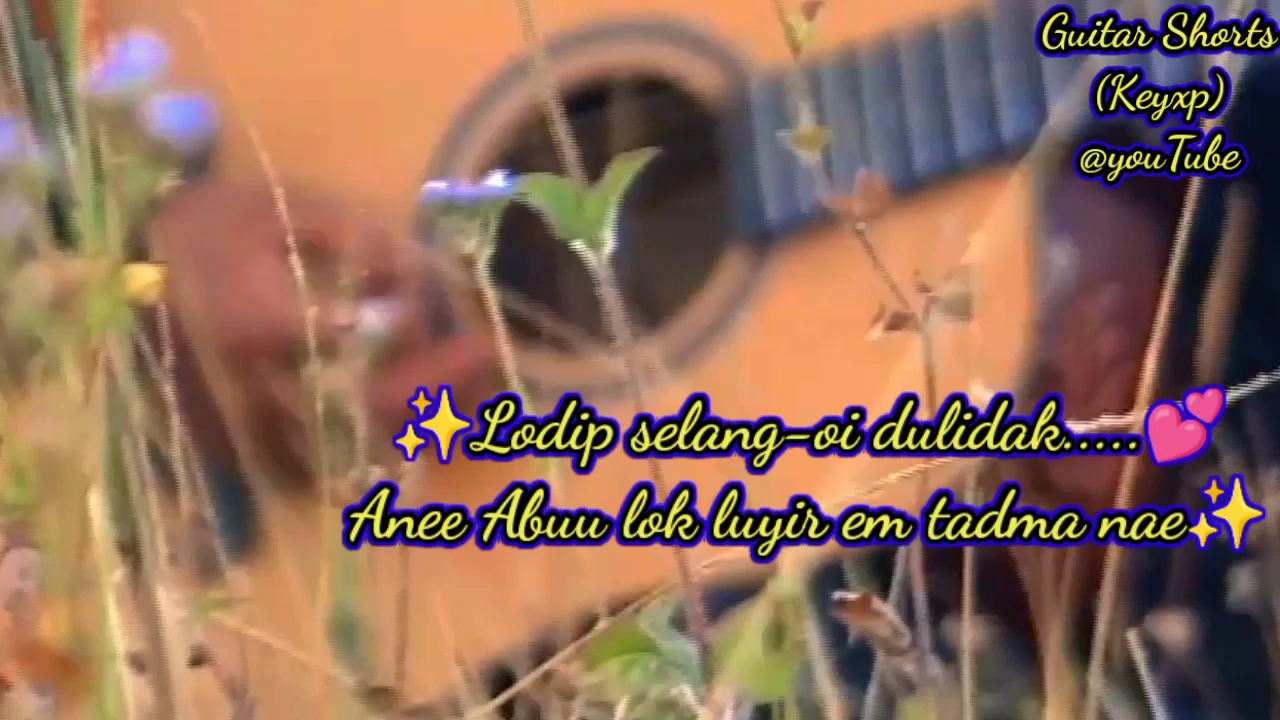 Guitar Shorts
(Keyxp)
@youTube
✨Lodip selang-oi dulidak.....💕
Anee Abuu lok luyir em tadma nae✨